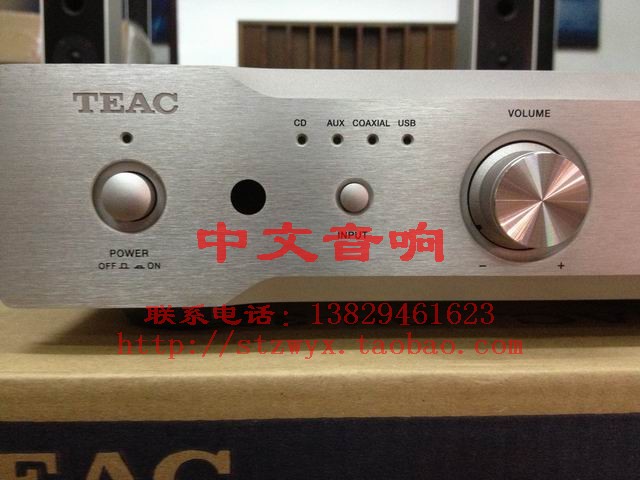 TEAC
VOLUME
CD AUX COAXIAL USB
POWER
OFF ON
INPUT
- +
中文音响
联系电话: 13829461623
http://stzwyx.taobao.com
TEAC